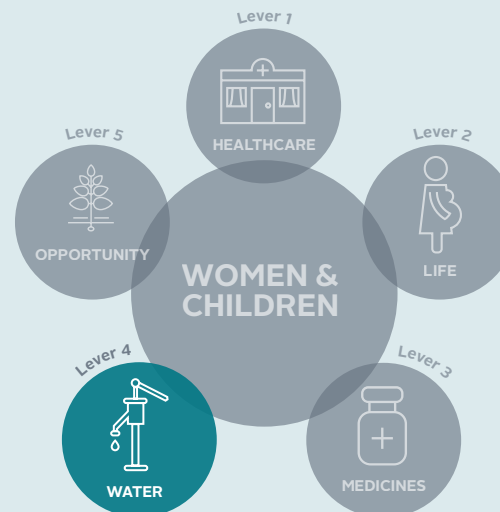 Lever 1
HEALTHCARE
Lever 5
OPPORTUNITY
Lever 2
LIFE
WOMEN &
CHILDREN
Lever 4
WATER
Lever 3
MEDICINES